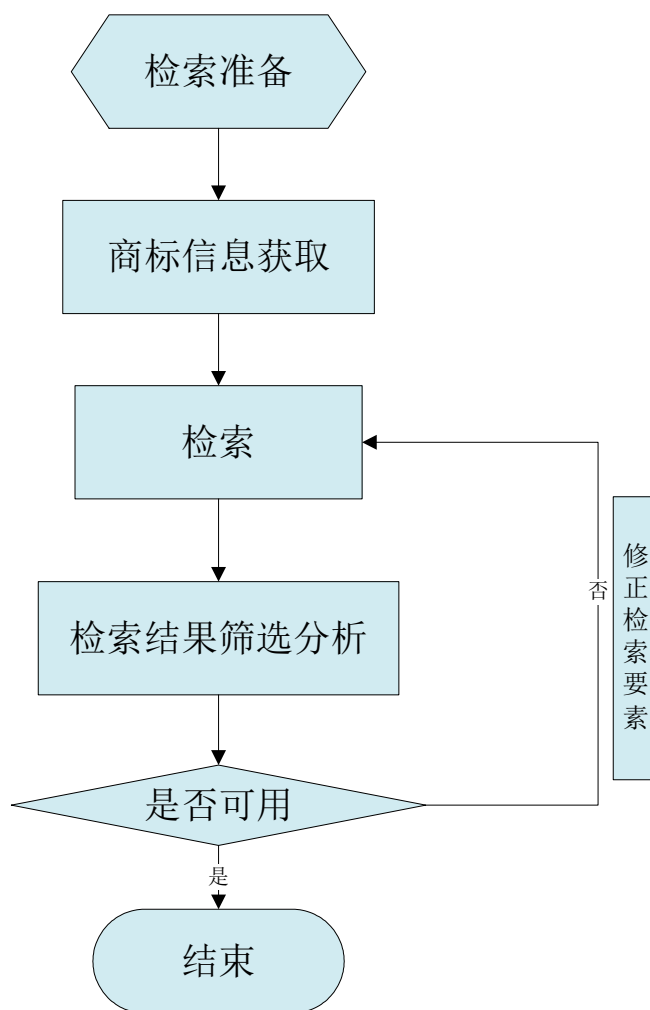 检索准备
商标信息获取
检索
检索结果筛选分析
是否可用
否
修正检索要素
是
结束